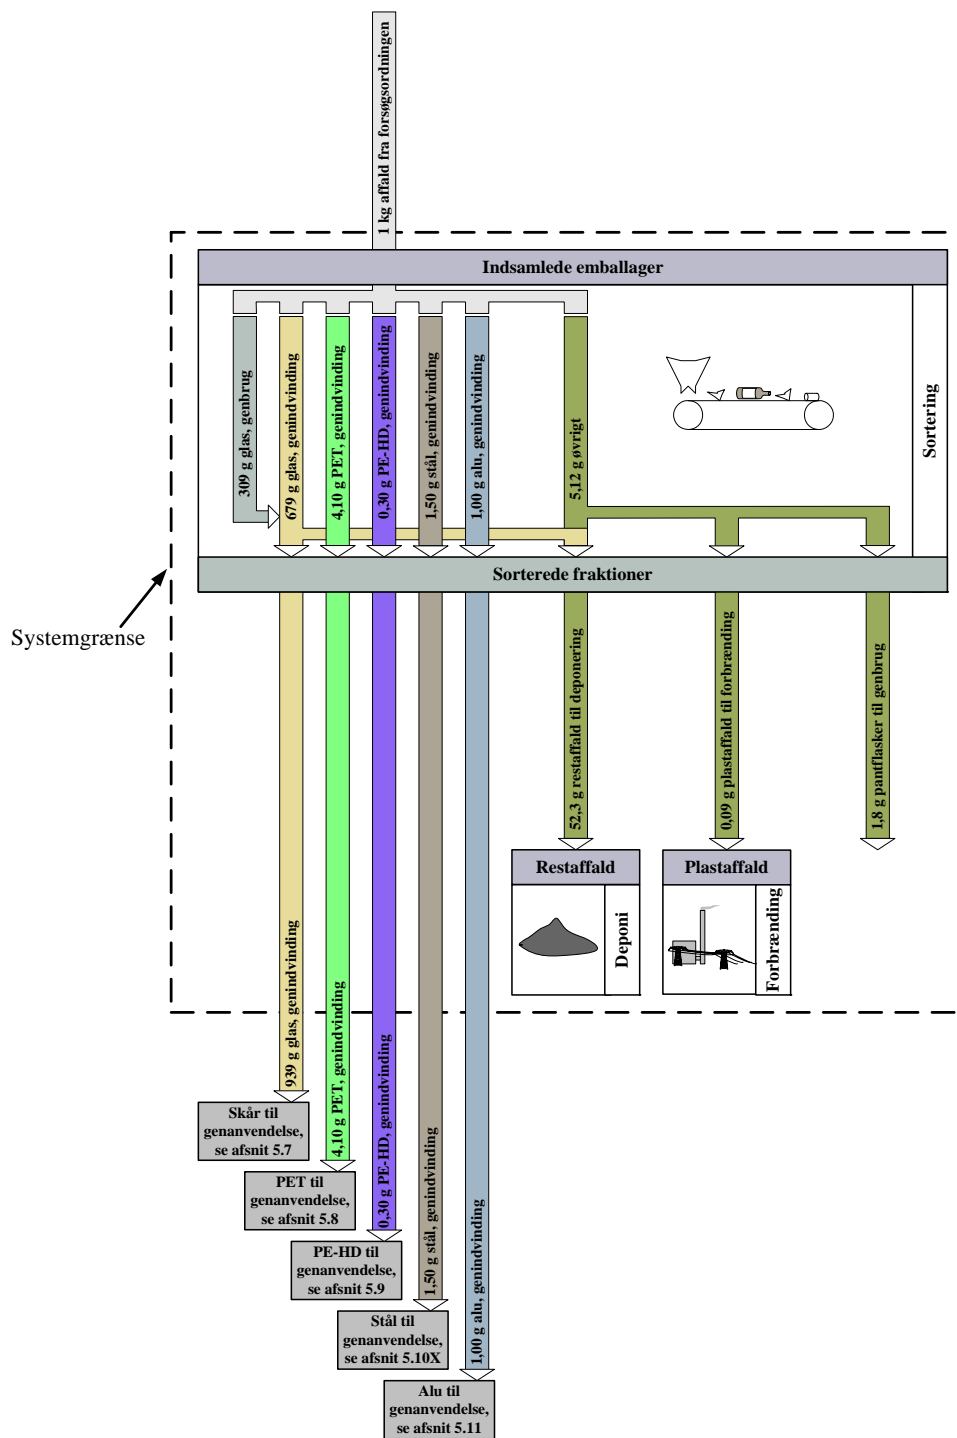 1 kg affald fra forsøgsordningen
Indsamlede emballager
309 g glas, genbrug
679 g glas, genindvinding
4,10 g PET, genindvinding
0,30 g PE-HD, genindvinding
1,50 g stål, genindvinding
1,00 g alu, genindvinding
5,12 g øvrigt
Sortering
Sorterede fraktioner
Systemgrænse
52,3 g restaffald til deponering
0,09 g plastaffald til forbrænding
1,8 g pantflasker til genbrug
Restaffald
Deponi
Plastaffald
Forbrænding
939 g glas, genindvinding
4,10 g PET, genindvinding
0,30 g PE-HD, genindvinding
1,50 g stål, genindvinding
1,00 g alu, genindvinding
Skår til
genanvendelse,
se afsnit 5.7
PET til
genanvendelse,
se afsnit 5.8
PE-HD til
genanvendelse,
se afsnit 5.9
Stål til
genanvendelse,
se afsnit 5.10X
Alu til
genanvendelse,
se afsnit 5.11